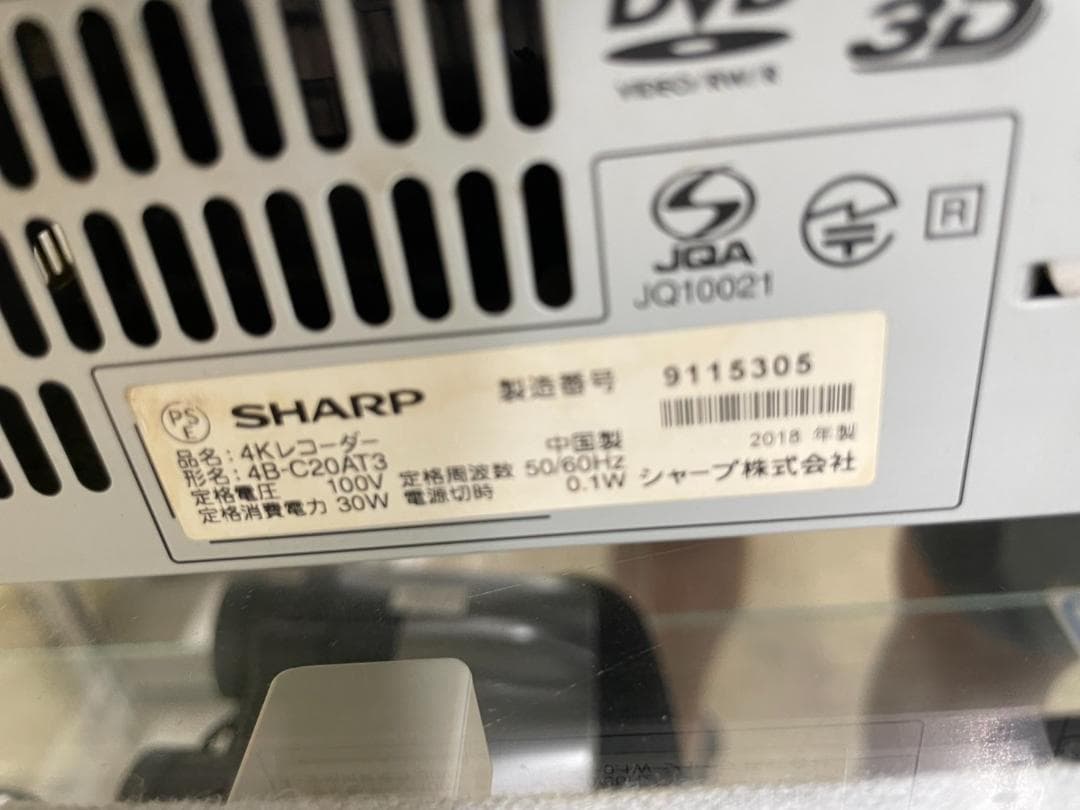 DVD
VIDEO/RW/R
3D
JQA
JQ10021
R
PS
E
SHARP
製造番号 9115305
品名：4Kレコーダー
中国製
2018 年製
形名：4B-C20AT3
定格電圧 100V 定格周波数 50/60Hz
シャープ株式会社
定格消費電力 30W 電源切時 0.1W